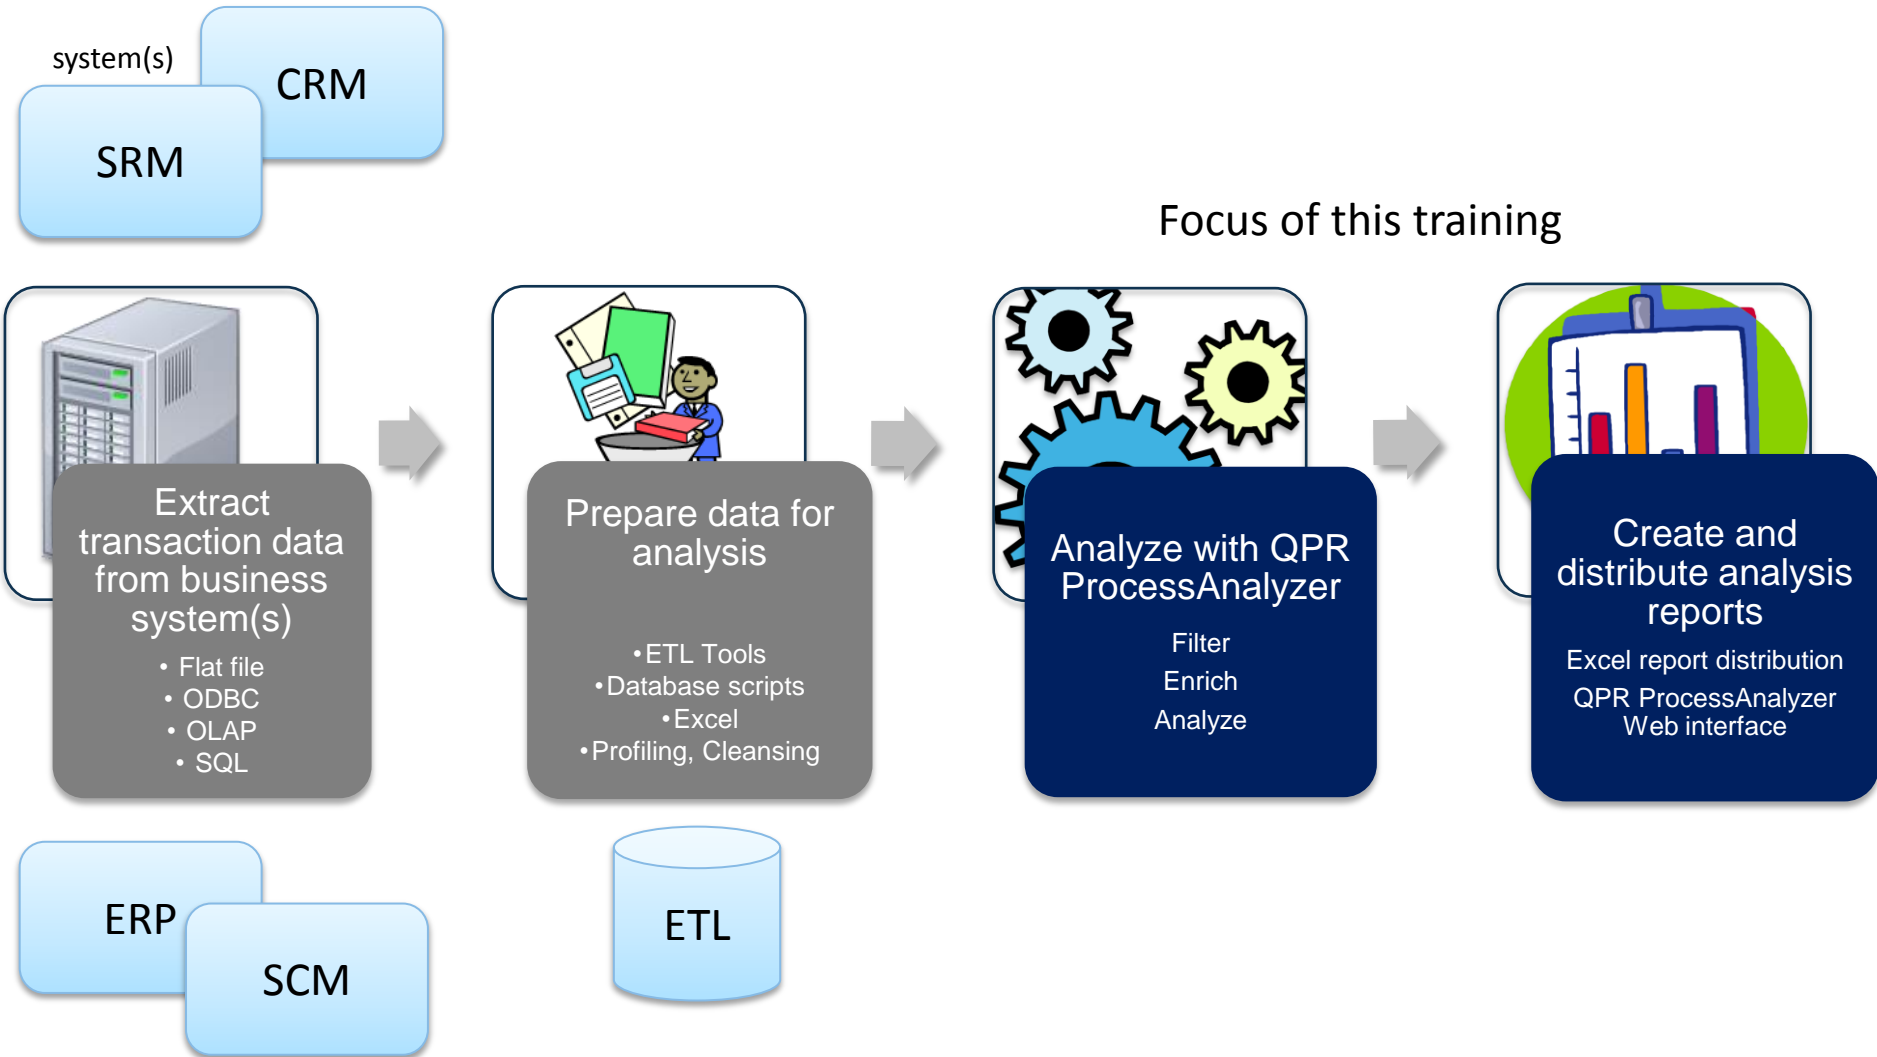 system(s)
CRM
SRM
Focus of this training
Extract
transaction data
from business
system(s)
• Flat file
• ODBC
• OLAP
• SQL
Prepare data for
analysis
•ETL Tools
•Database scripts
•Excel
•Profiling, Cleansing
Analyze with QPR
ProcessAnalyzer
Filter
Enrich
Analyze
Create and
distribute analysis
reports
Excel report distribution
QPR ProcessAnalyzer
Web interface
ERP
SCM
ETL